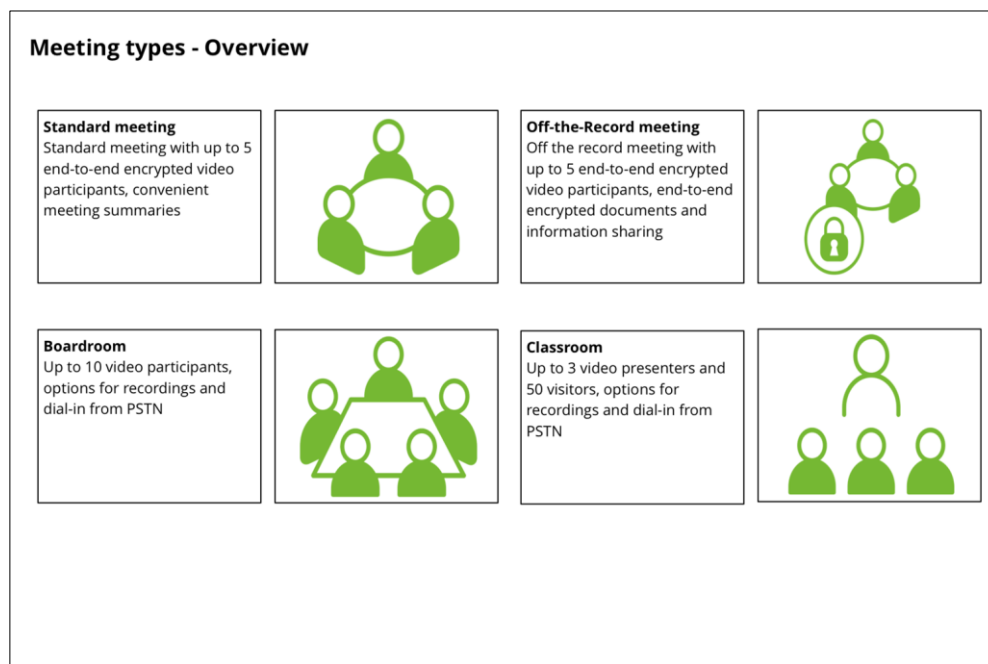 Meeting types - Overview
Standard meeting
Standard meeting with up to 5
end-to-end encrypted video
participants, convenient
meeting summaries
Off-the-Record meeting
Off the record meeting with
up to 5 end-to-end encrypted
video participants, end-to-end
encrypted documents and
information sharing
Boardroom
Up to 10 video participants,
options for recordings and
dial-in from PSTN
Classroom
Up to 3 video presenters and
50 visitors, options for
recordings and dial-in from
PSTN